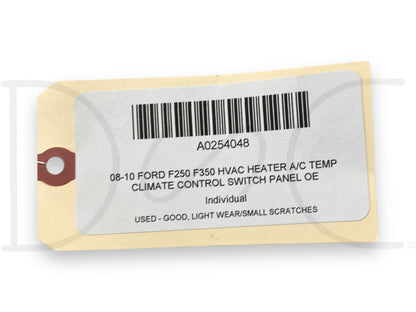 A0254048
08-10 FORD F250 F350 HVAC HEATER A/C TEMP
CLIMATE CONTROL SWITCH PANEL OE
Individual
USED - GOOD, LIGHT WEAR/SMALL SCRATCHES